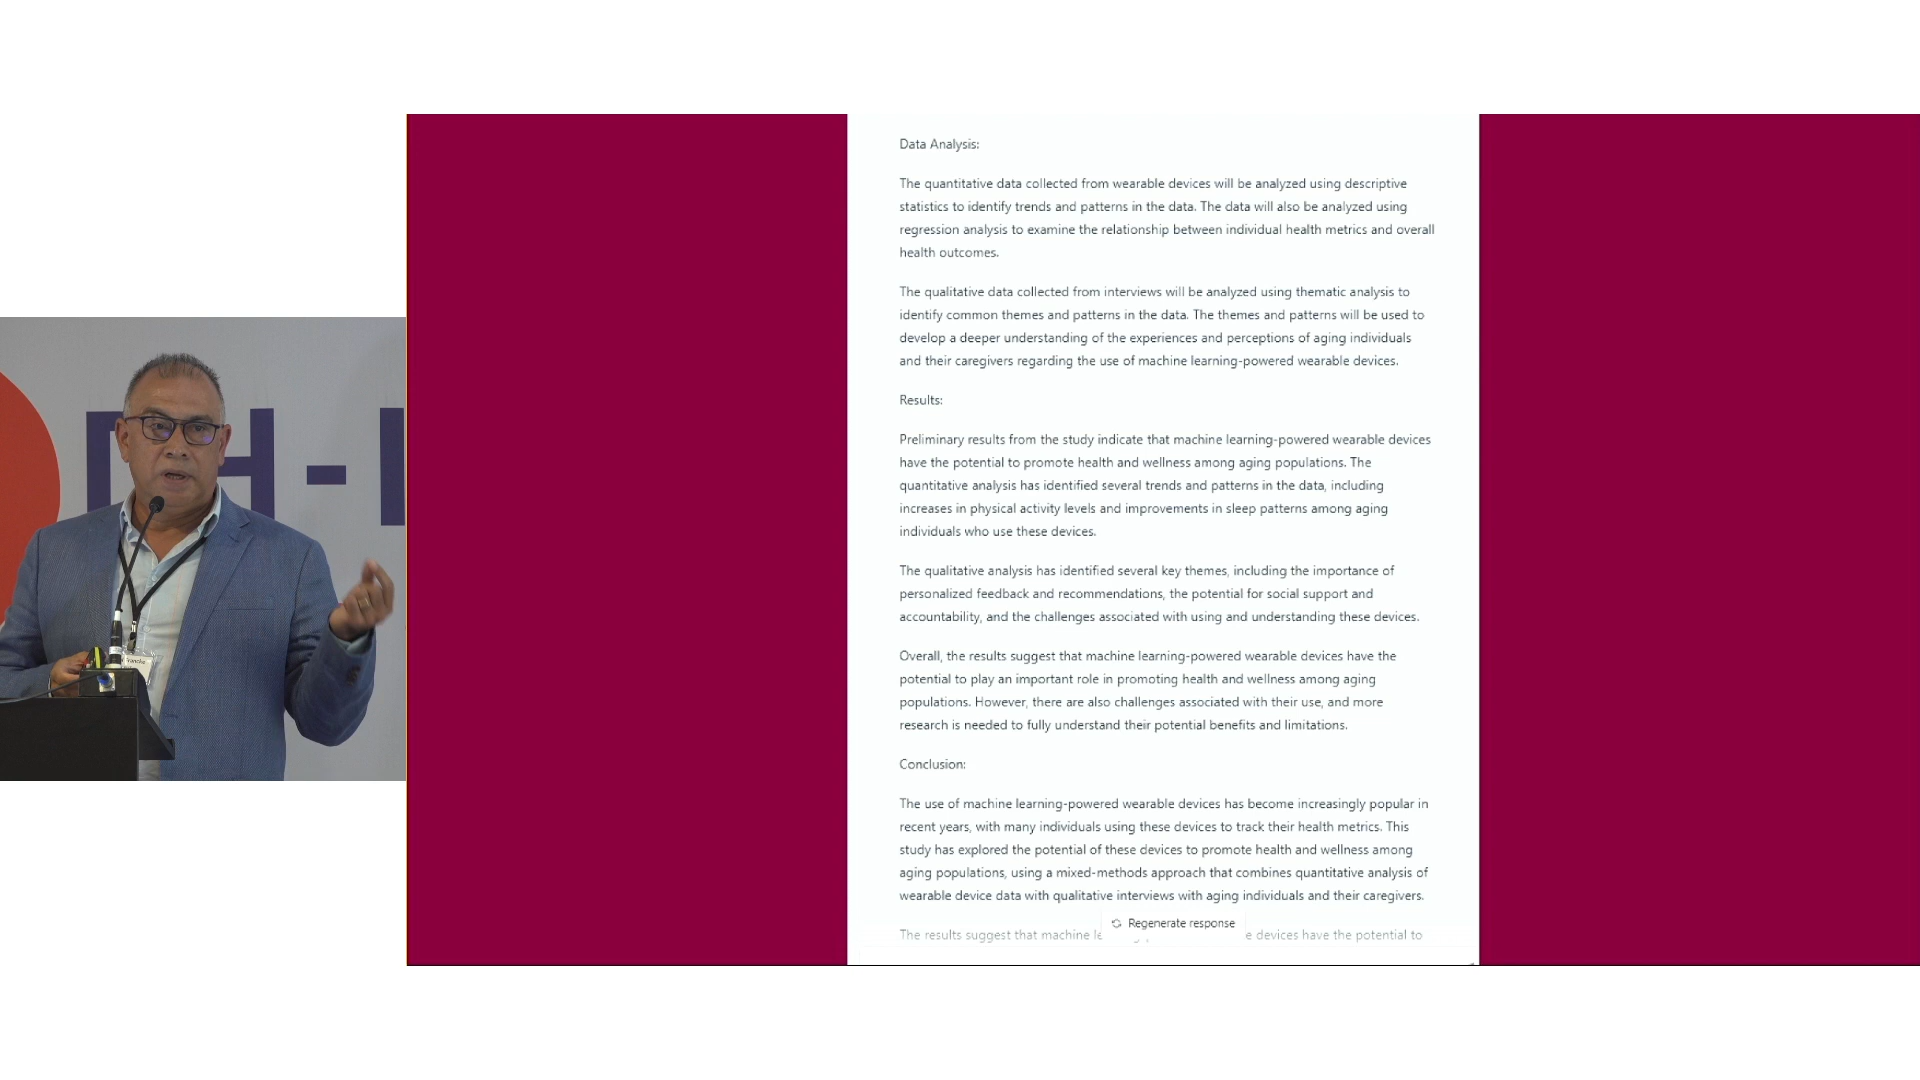 Data Analysis:
The quantitative data collected from wearable devices will be analyzed using descriptive
statistics to identify trends and patterns in the data. The data will also be analyzed using
regression analysis to examine the relationship between individual health metrics and overall
health outcomes.
The qualitative data collected from interviews will be analyzed using thematic analysis to
identify common themes and patterns in the data. The themes and patterns will be used to
develop a deeper understanding of the experiences and perceptions of aging individuals
and their caregivers regarding the use of machine learning-powered wearable devices.
Results:
Preliminary results from the study indicate that machine learning-powered wearable devices
have the potential to promote health and wellness among aging populations. The
quantitative analysis has identified several trends and patterns in the data, including
increases in physical activity levels and improvements in sleep patterns among aging
individuals who use these devices.
The qualitative analysis has identified several key themes, including the importance of
personalized feedback and recommendations, the potential for social support and
accountability, and the challenges associated with using and understanding these devices.
Overall, the results suggest that machine learning-powered wearable devices have the
potential to play an important role in promoting health and wellness among aging
populations. However, there are also challenges associated with their use, and more
research is needed to fully understand their potential benefits and limitations.
Conclusion:
The use of machine learning-powered wearable devices has become increasingly popular in
recent years, with many individuals using these devices to track their health metrics. This
study has explored the potential of these devices to promote health and wellness among
aging populations, using a mixed-methods approach that combines quantitative analysis of
wearable device data with qualitative interviews with aging individuals and their caregivers.
Regenerate response
The results suggest that machine devices have the potential to